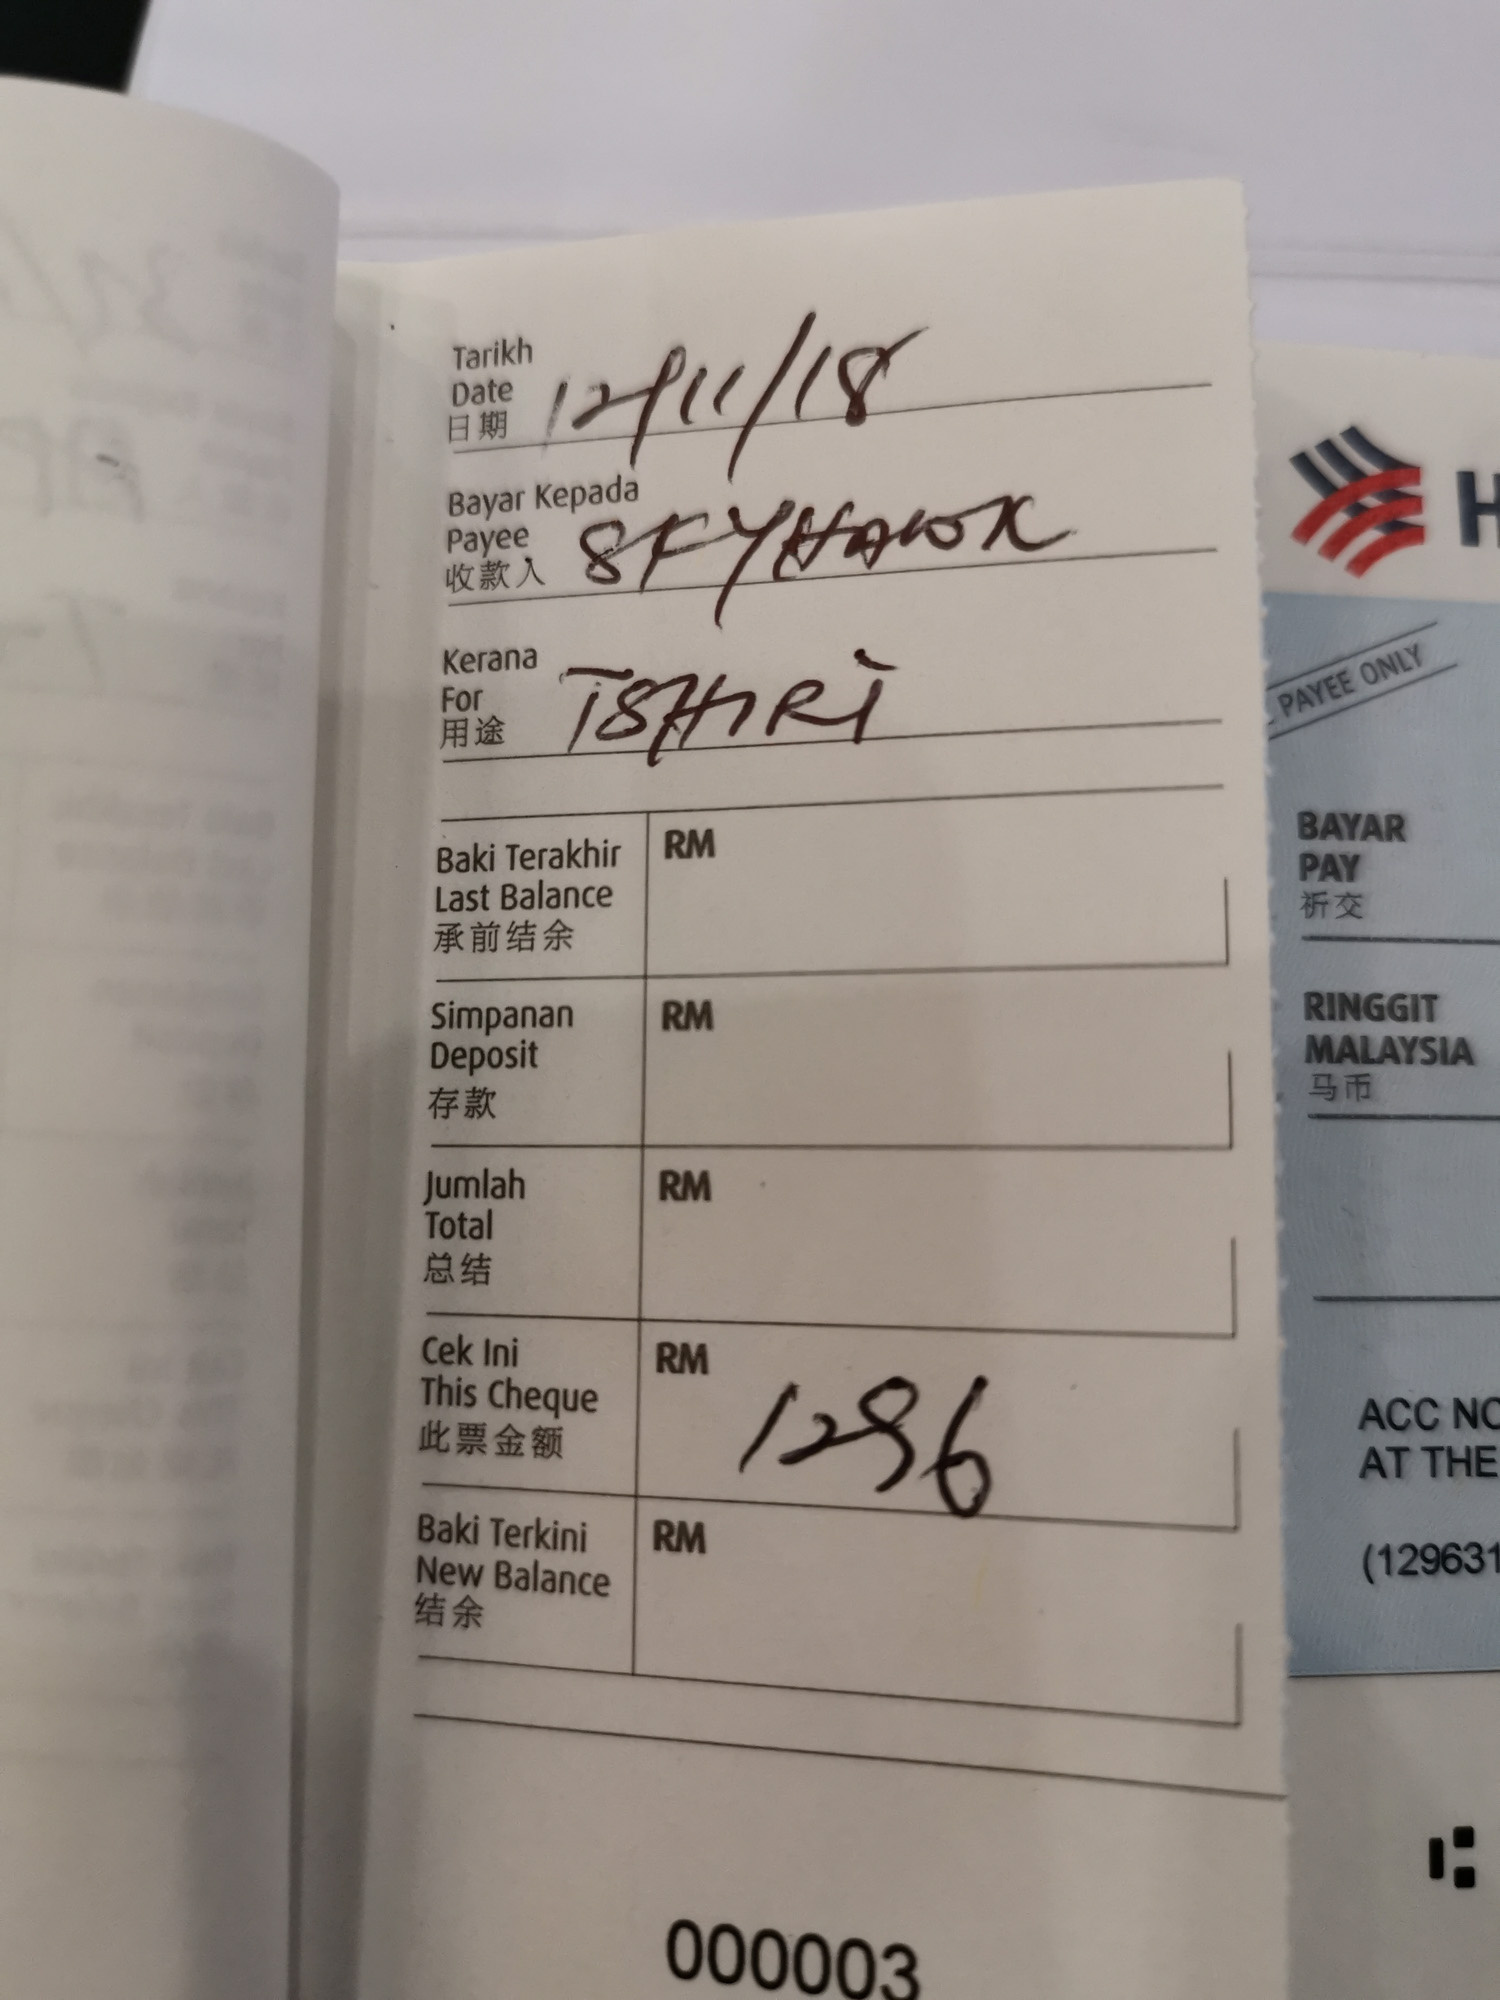 Tarikh
Date
日期
12/11/18
Bayar Kepada
Payee
收款人
SKYHAWK
Kerana
For
用途
TSHIRT
Baki Terakhir
Last Balance
承前结余
RM
Simpanan
Deposit
存款
RM
Jumlah
Total
总结
RM
Cek Ini
This Cheque
此票金额
RM
1296
Baki Terkini
New Balance
结余
RM
000003
H
PAYEE ONLY
BAYAR
PAY
祈交
RINGGIT
MALAYSIA
马币
ACC NO
AT THE
(129631